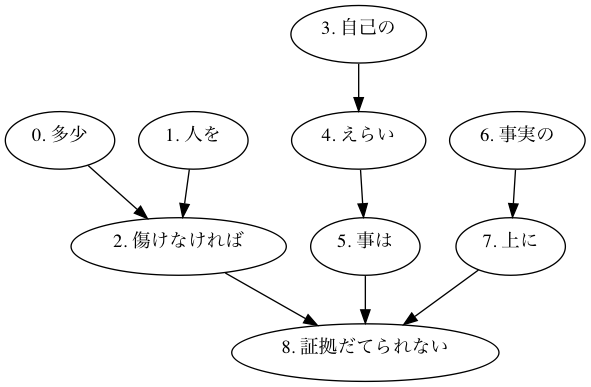 3. 自己の
0. 多少
1. 人を
4. えらい
6. 事実の
2. 傷けなければ
5. 事は
7. 上に
8. 証拠だてられない